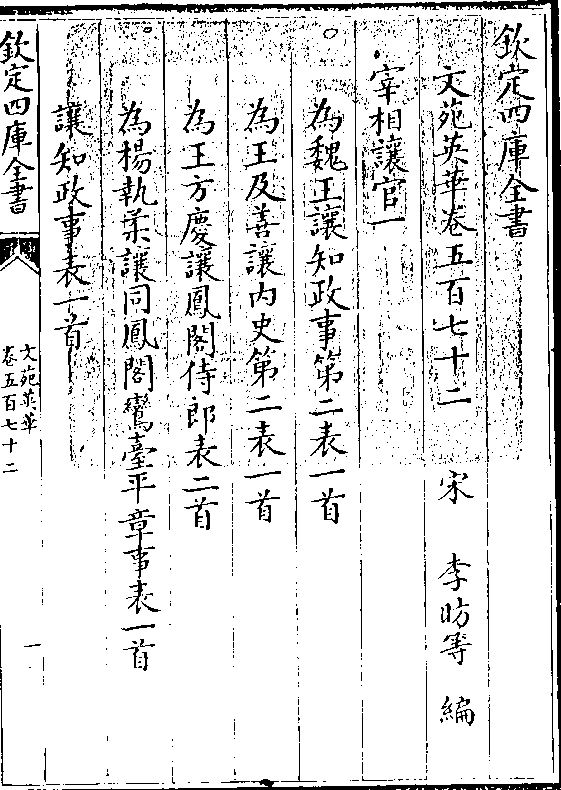 欽定四庫全書
文苑英華卷五百七十二 宋 李昉等 編
宰相讓官一
為魏王讓知政事第二表一首
為王及善讓内史第二表一首
為王方慶讓鳳閣侍郎表二首
為楊執柔讓同鳳閣鸞臺平章事表一首
讓知政事表一首
欽定四庫全書
文苑英華
卷五百七十二
一